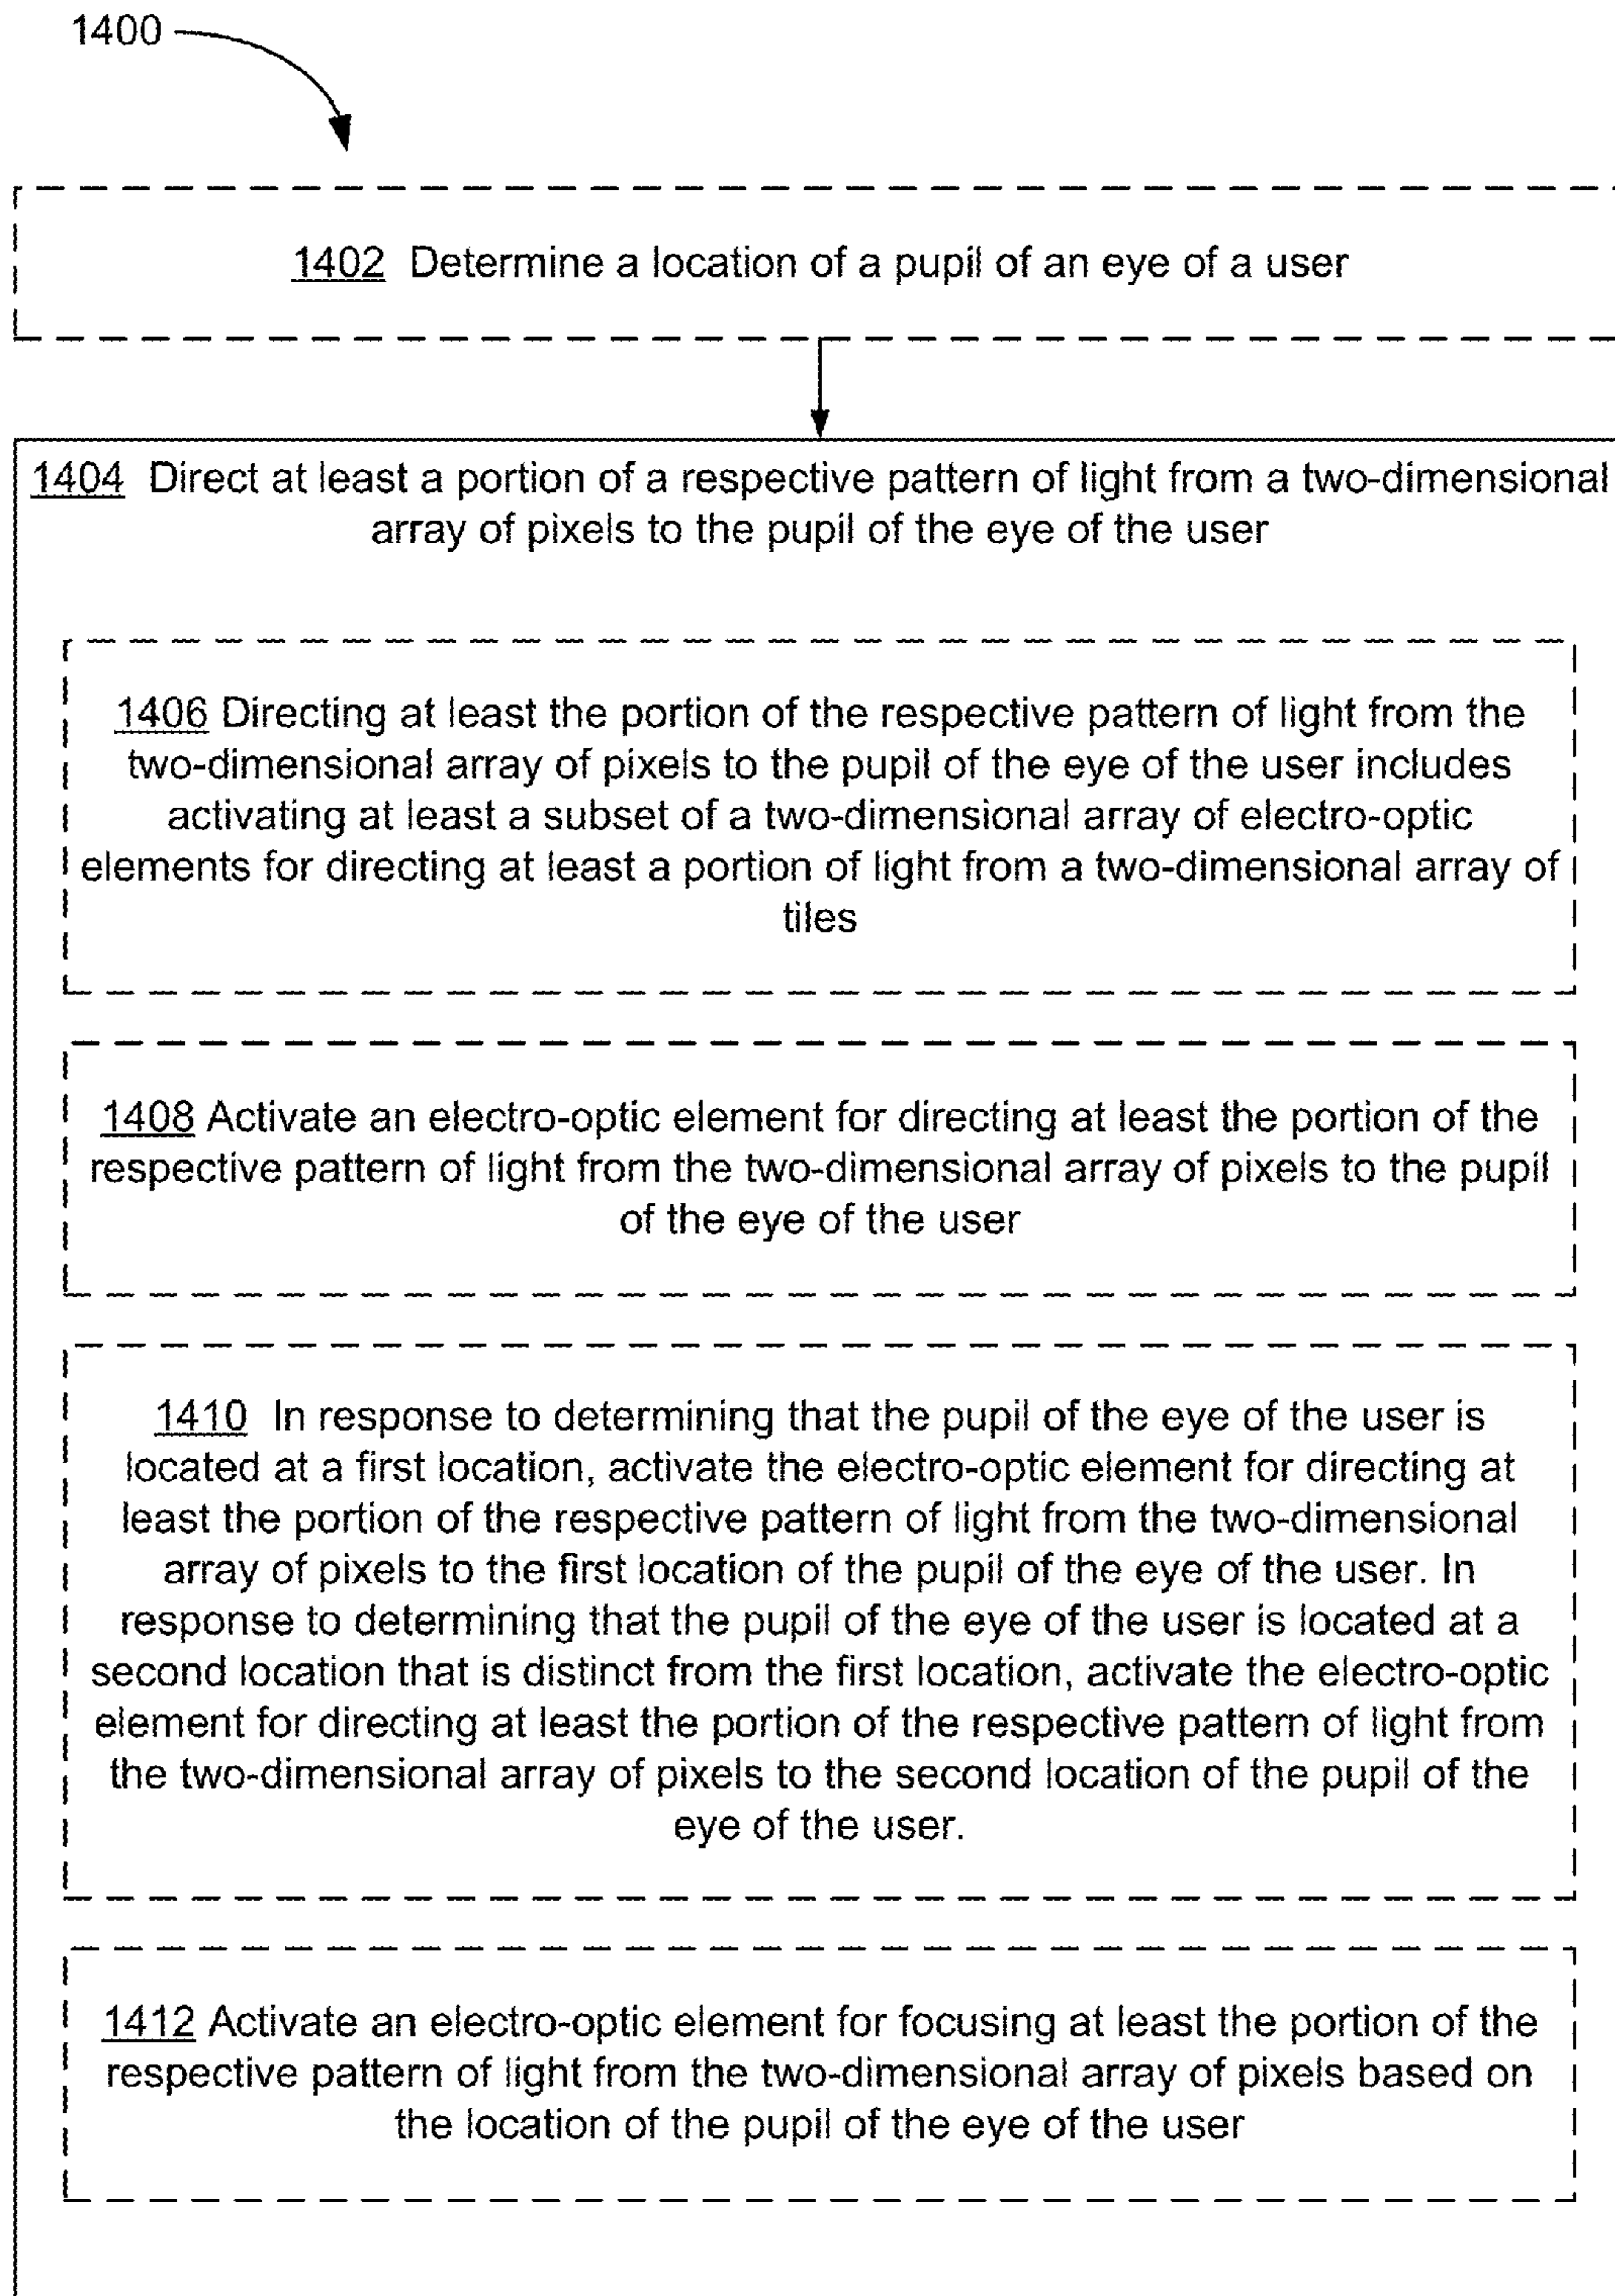 1400
1402 Determine a location of a pupil of an eye of a user
1404 Direct at least a portion of a respective pattern of light from a two-dimensional
array of pixels to the pupil of the eye of the user
1406 Directing at least the portion of the respective pattern of light from the
two-dimensional array of pixels to the pupil of the eye of the user includes
activating at least a subset of a two-dimensional array of electro-optic
elements for directing at least a portion of light from a two-dimensional array of
tiles
1408 Activate an electro-optic element for directing at least the portion of the
respective pattern of light from the two-dimensional array of pixels to the pupil
of the eye of the user
1410 In response to determining that the pupil of the eye of the user is
located at a first location, activate the electro-optic element for directing at
least the portion of the respective pattern of light from the two-dimensional
array of pixels to the first location of the pupil of the eye of the user. In
response to determining that the pupil of the eye of the user is located at a
second location that is distinct from the first location, activate the electro-optic
element for directing at least the portion of the respective pattern of light from
the two-dimensional array of pixels to the second location of the pupil of the
eye of the user.
1412 Activate an electro-optic element for focusing at least the portion of the
respective pattern of light from the two-dimensional array of pixels based on
the location of the pupil of the eye of the user